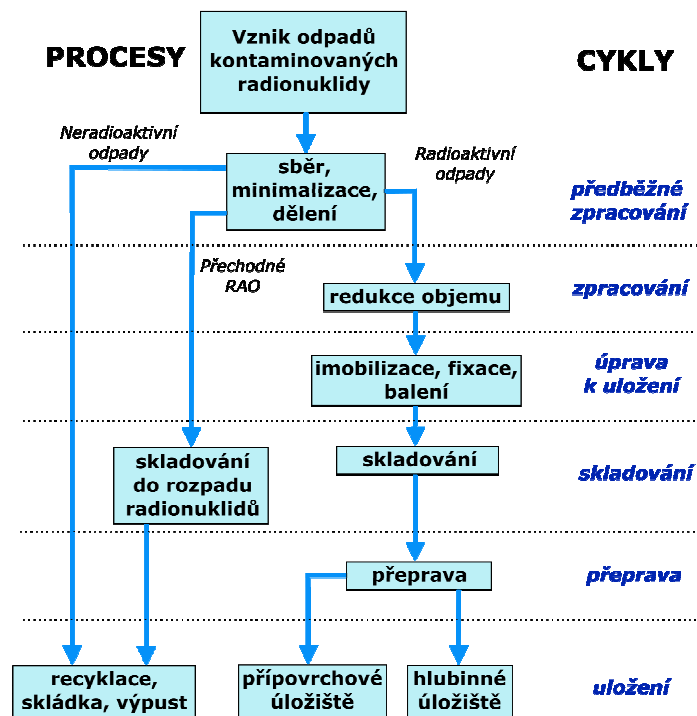 PROCESY
Vznik odpadů
kontaminovaných
radionuklidy
CYKLY
Neradioaktivní
odpady
sběr,
minimalizace,
dělení
Radioaktivní
odpady
předběžné
zpracování
Přechodné
RAO
redukce objemu
zpracování
imobilizace, fixace,
balení
úprava
k uložení
skladování
do rozpadu
radionuklidů
skladování
skladování
přeprava
přeprava
recyklace,
skládka, výpust
přípovrchové
úložiště
hlubinné
úložiště
uložení